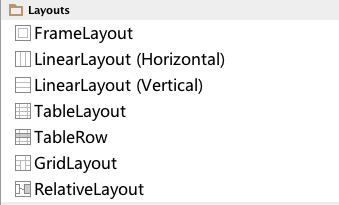 Layouts
FrameLayout
LinearLayout (Horizontal)
LinearLayout (Vertical)
TableLayout
TableRow
GridLayout
RelativeLayout